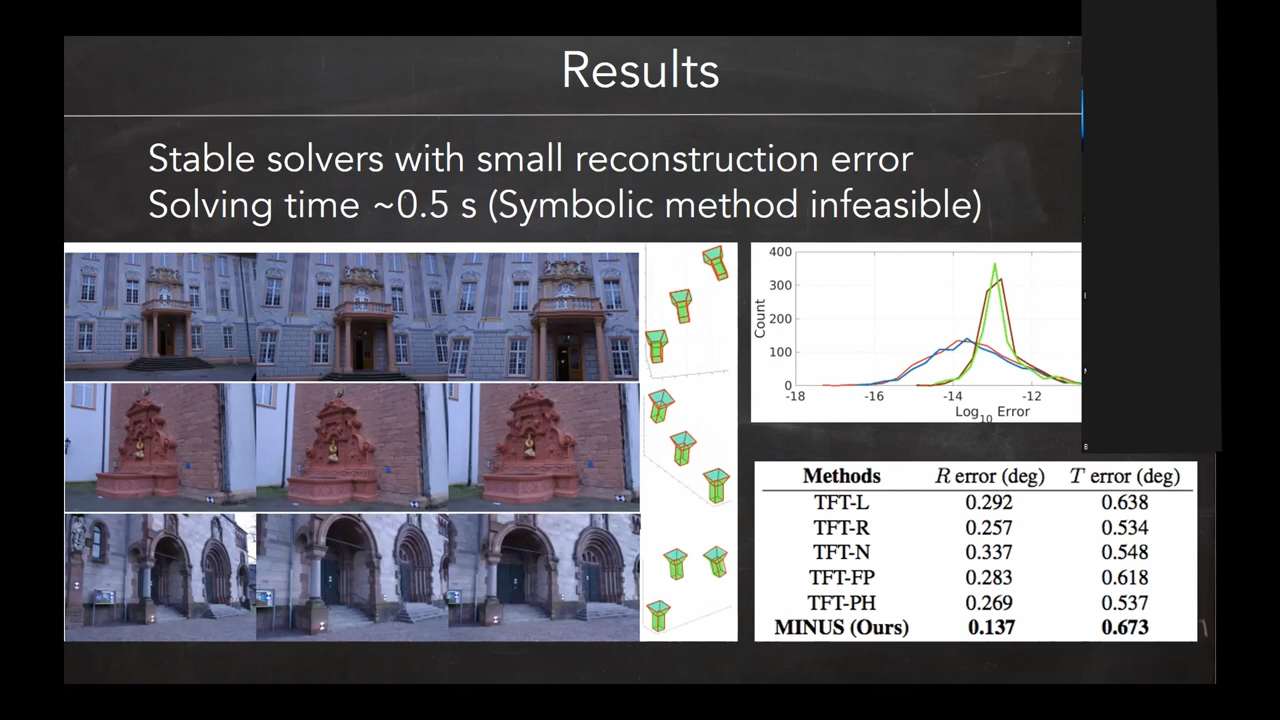 Results
Stable solvers with small reconstruction error
Solving time ~0.5 s (Symbolic method infeasible)
400
300
200
100
0
Count
-18 -16 -14 -12
Log10 Error
Methods R error (deg) T error (deg)
TFT-L 0.292 0.638
TFT-R 0.257 0.534
TFT-N 0.337 0.548
TFT-FP 0.283 0.618
TFT-PH 0.269 0.537
MINUS (Ours) 0.137 0.673